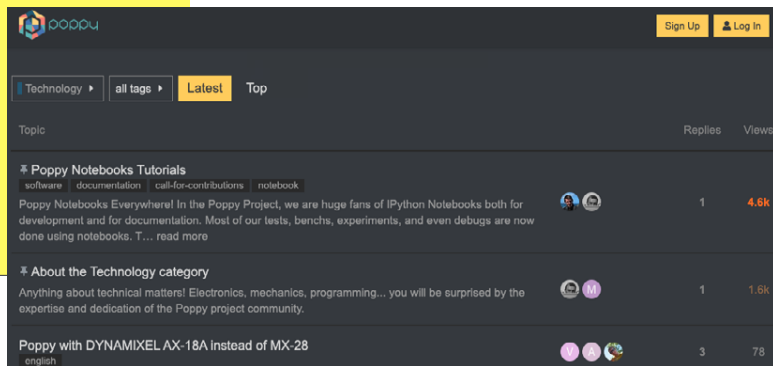 poppy
Sign Up
Log In
Technology
all tags
Latest
Top
Topic
Replies
Views
Poppy Notebooks Tutorials
software
documentation
call-for-contributions
notebook
Poppy Notebooks Everywhere! In the Poppy Project, we are huge fans of IPython Notebooks both for
development and for documentation. Most of our tests, benchs, experiments, and even debugs are now
done using notebooks. T… read more
1
4.6k
About the Technology category
Anything about technical matters! Electronics, mechanics, programming... you will be surprised by the
expertise and dedication of the Poppy project community.
M
1
1.6k
Poppy with DYNAMIXEL AX-18A instead of MX-28
english
V
A
3
78